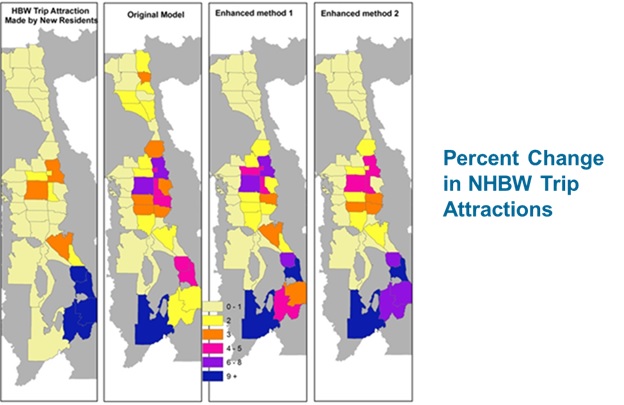 HBW Trip Attraction
Made by New Residents
Original Model
Enhanced method 1
Enhanced method 2
Percent Change
in NHBW Trip
Attractions
0 - 1
2
3
4 - 5
6 - 8
9 +